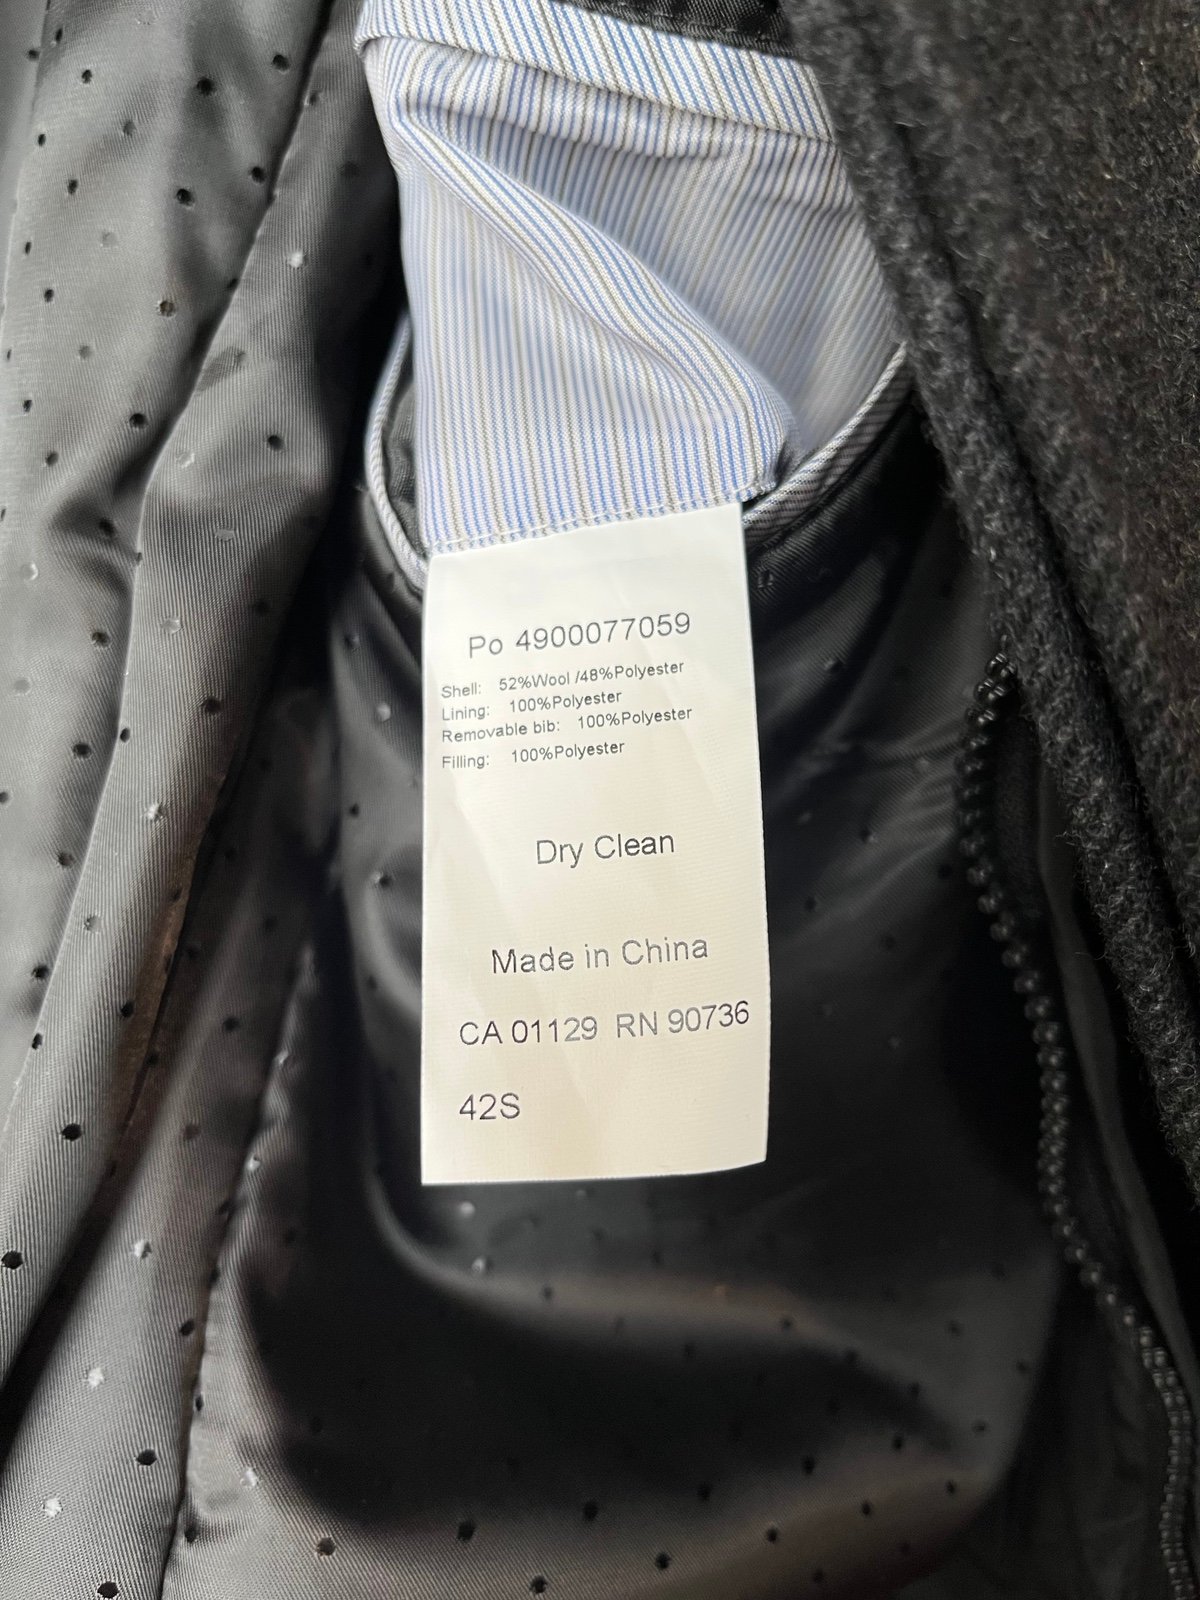 Po 4900077059
Shell: 52%Wool /48%Polyester
Lining: 100%Polyester
Removable bib: 100%Polyester
Filling: 100%Polyester
Dry Clean
Made in China
CA 01129 RN 90736
42S